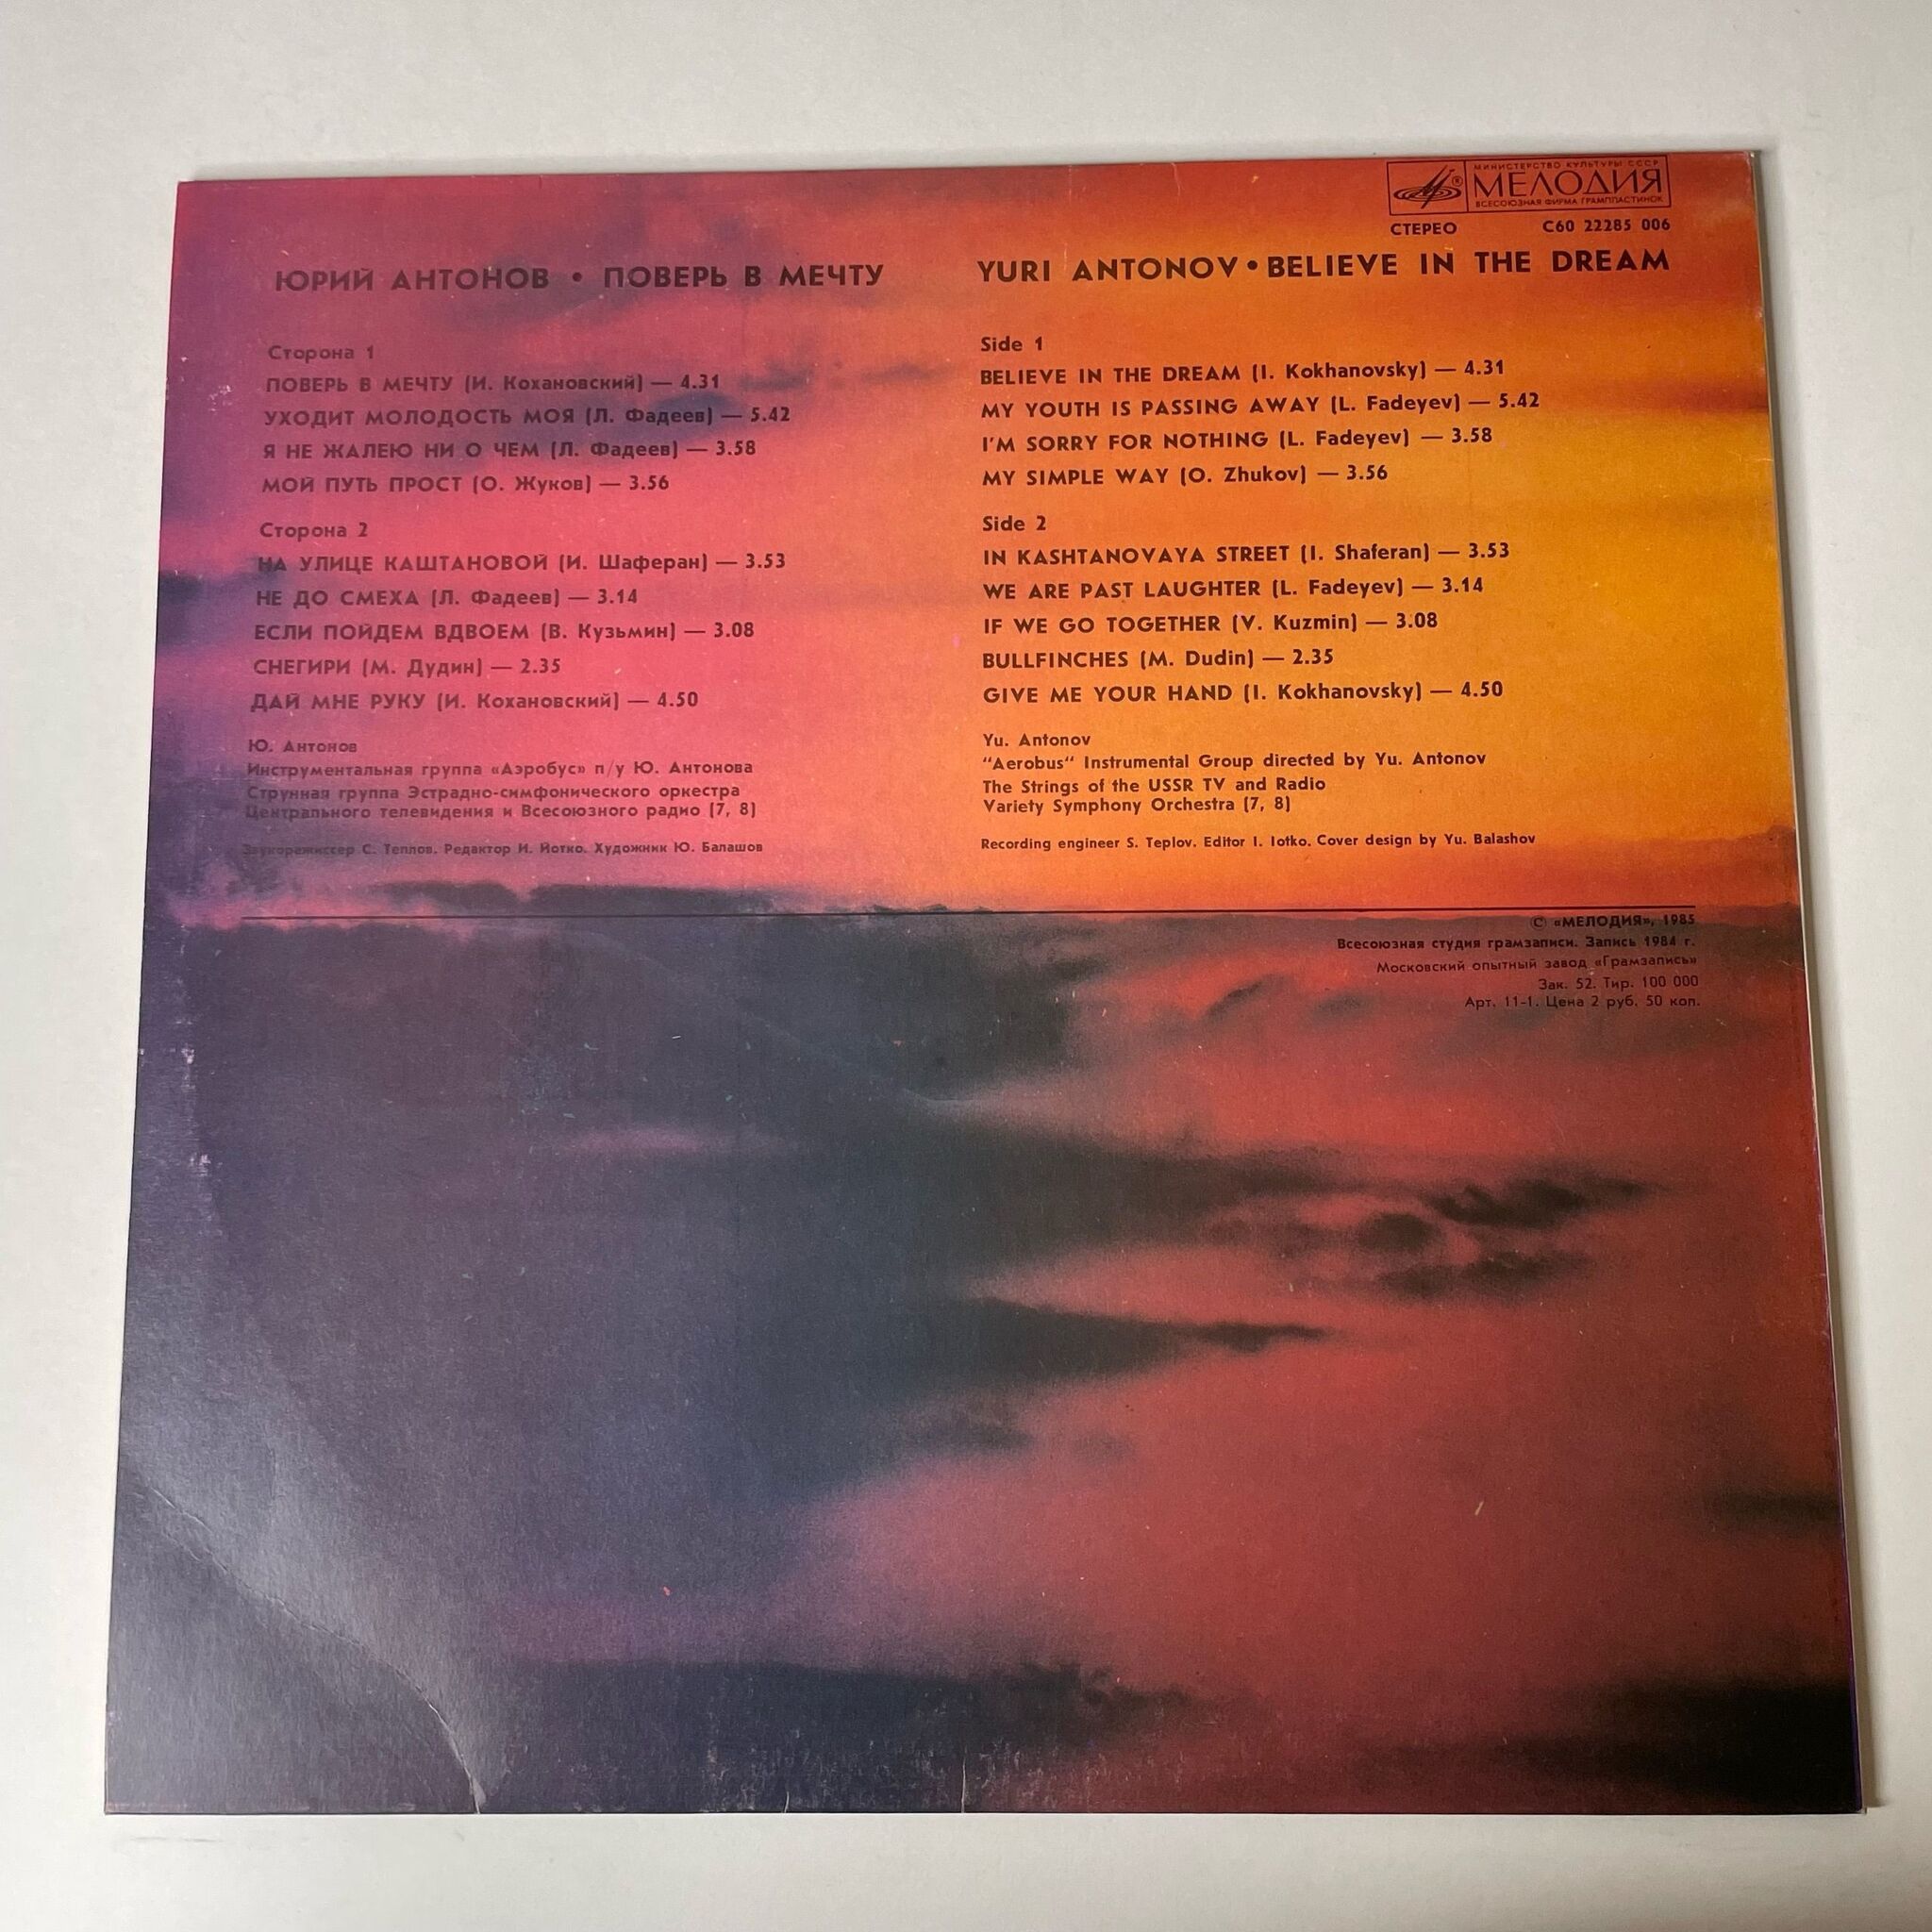 МИНИСТЕРСТВО КУЛЬТУРЫ СССР
МЕЛОДИЯ
ВСЕСОЮЗНАЯ ФИРМА ГРАМПЛАСТИНОК
СТЕРЕО С60 22285 006
ЮРИЙ АНТОНОВ • ПОВЕРЬ В МЕЧТУ
Сторона 1
ПОВЕРЬ В МЕЧТУ (И. Кохановский) — 4.31
УХОДИТ МОЛОДОСТЬ МОЯ (Л. Фадеев) — 5.42
Я НЕ ЖАЛЕЮ НИ О ЧЕМ (Л. Фадеев) — 3.58
МОЙ ПУТЬ ПРОСТ (О. Жуков) — 3.56
Сторона 2
НА УЛИЦЕ КАШТАНОВОЙ (И. Шаферан) — 3.53
НЕ ДО СМЕХА (Л. Фадеев) — 3.14
ЕСЛИ ПОЙДЕМ ВДВОЕМ (В. Кузьмин) — 3.08
СНЕГИРИ (М. Дудин) — 2.35
ДАЙ МНЕ РУКУ (И. Кохановский) — 4.50
Ю. Антонов
Инструментальная группа «Аэробус» п/у Ю. Антонова
Струнная группа Эстрадно-симфонического оркестра
Центрального телевидения и Всесоюзного радио (7, 8)
Звукорежиссер С. Теплов. Редактор И. Йотко. Художник Ю. Балашов
YURI ANTONOV • BELIEVE IN THE DREAM
Side 1
BELIEVE IN THE DREAM (I. Kokhanovsky) — 4.31
MY YOUTH IS PASSING AWAY (L. Fadeyev) — 5.42
I'M SORRY FOR NOTHING (L. Fadeyev) — 3.58
MY SIMPLE WAY (O. Zhukov) — 3.56
Side 2
IN KASHTANOVAYA STREET (I. Shaferan) — 3.53
WE ARE PAST LAUGHTER (L. Fadeyev) — 3.14
IF WE GO TOGETHER (V. Kuzmin) — 3.08
BULLFINCHES (M. Dudin) — 2.35
GIVE ME YOUR HAND (I. Kokhanovsky) — 4.50
Yu. Antonov
“Aerobus“ Instrumental Group directed by Yu. Antonov
The Strings of the USSR TV and Radio
Variety Symphony Orchestra (7, 8)
Recording engineer S. Teplov. Editor I. Iotko. Cover design by Yu. Balashov
© «МЕЛОДИЯ», 1985
Всесоюзная студия грамзаписи. Запись 1984 г.
Московский опытный завод «Грамзапись»
Зак. 52. Тир. 100 000
Арт. 11-1. Цена 2 руб. 50 коп.